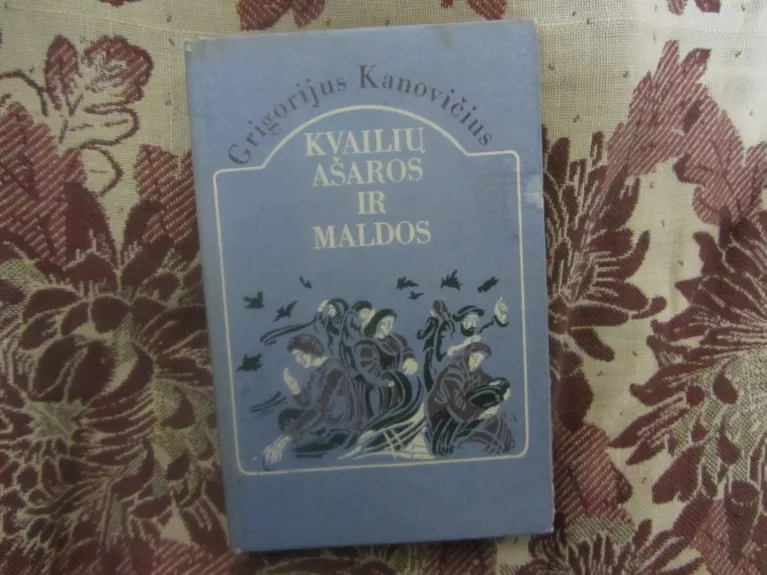 Grigorijus Kanovičius
KVAILIŲ
AŠAROS
IR
MALDOS